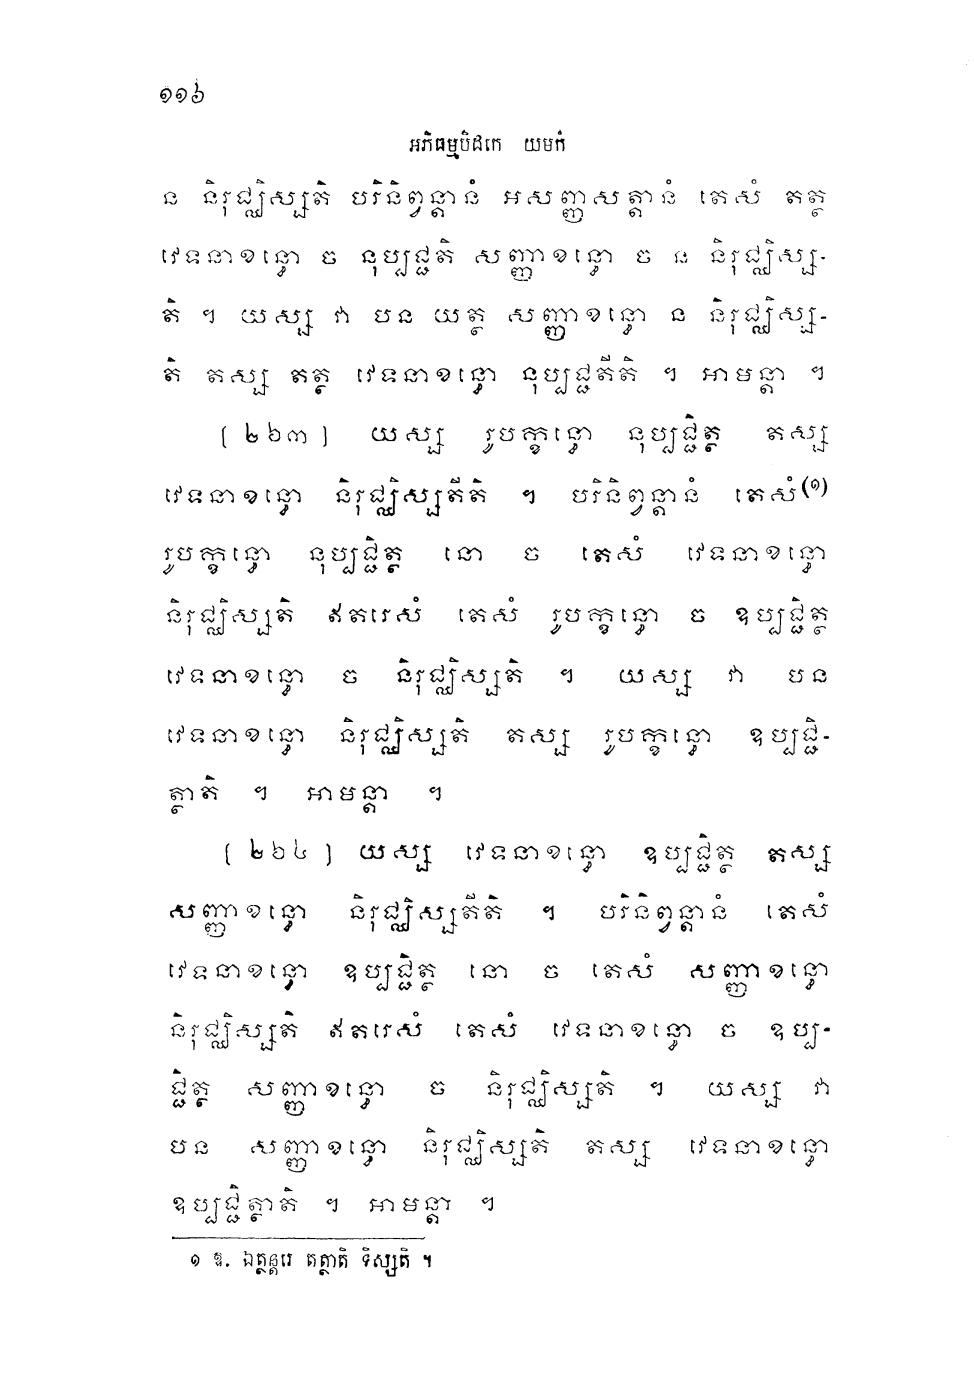 ១១៦
អភិធម្មបិដកេ យមកំ
ន និរុជ្ឈិស្សតិ បរិនិព្វន្តានំ អសញ្ញសត្តានំ តេសំ តត្ថ
វេទនាខន្ធោ ច នុប្បជ្ជតិ សញ្ញាខន្ធោ ច ន និរុជ្ឈិស្ស-
តិ ។ យស្ស វា បន យត្ថ សញ្ញាខន្ធោ ន និរុជ្ឈិស្ស-
តិ តស្ស តត្ថ វេទនាខន្ធោ នុប្បជ្ជតីតិ ។ អាមន្តា ។
[ ២៦៣ ] យស្ស រូបក្ខន្ធោ នុប្បជ្ជិត្ថ តស្ស
វេទនាខន្ធោ និរុជ្ឈិស្សតីតិ ។ បរិនិព្វន្តានំ តេសំ(១)
រូបក្ខន្ធោ នុប្បជ្ជិត្ថ នោ ច តេសំ វេទនាខន្ធោ
និរុជ្ឈិស្សតិ ឥតរេសំ តេសំ រូបក្ខន្ធោ ច ឧប្បជ្ជិត្ថ
វេទនាខន្ធោ ច និរុជ្ឈិស្សតិ ។ យស្ស វា បន
វេទនាខន្ធោ និរុជ្ឈិស្សតិ តស្ស រូបក្ខន្ធោ ឧប្បជ្ជិ-
ត្ថាតិ ។ អាមន្តា ។
[ ២៦៤ ] យស្ស វេទនាខន្ធោ ឧប្បជ្ជិត្ថ តស្ស
សញ្ញាខន្ធោ និរុជ្ឈិស្សតីតិ ។ បរិនិព្វន្តានំ តេសំ
វេទនាខន្ធោ ឧប្បជ្ជិត្ថ នោ ច តេសំ សញ្ញាខន្ធោ
និរុជ្ឈិស្សតិ ឥតរេសំ តេសំ វេទនាខន្ធោ ច ឧប្ប-
ជ្ជិត្ថ សញ្ញាខន្ធោ ច និរុជ្ឈិស្សតិ ។ យស្ស វា
បន សញ្ញាខន្ធោ និរុជ្ឈិស្សតិ តស្ស វេទនាខន្ធោ
ឧប្បជ្ជិត្ថាតិ ។ អាមន្តា ។
១ ឱ. ឯត្ថន្តរេ តត្ថាតិ ទិស្សតិ ។